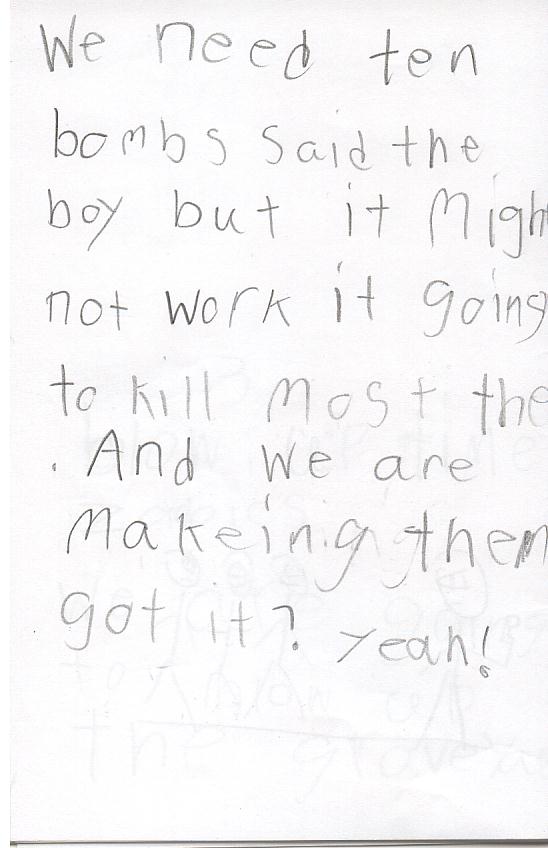 We need ten
bombs said the
boy but it Migh
not work it going
to kill Most the
. And we are
Makeing them
got it? Yeah!